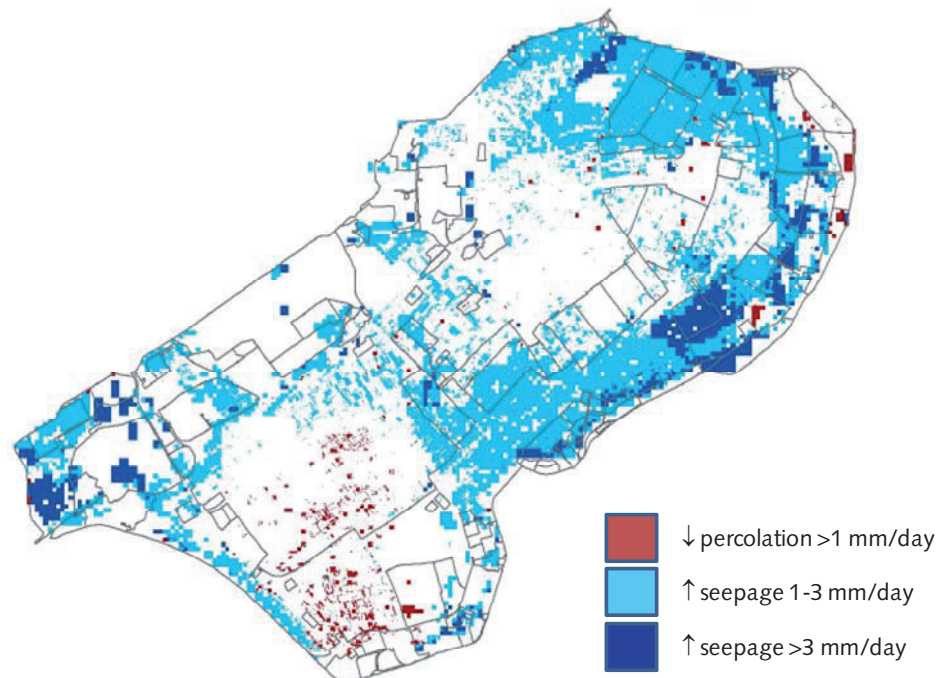 ↓ percolation >1 mm/day
↑ seepage 1-3 mm/day
↑ seepage >3 mm/day